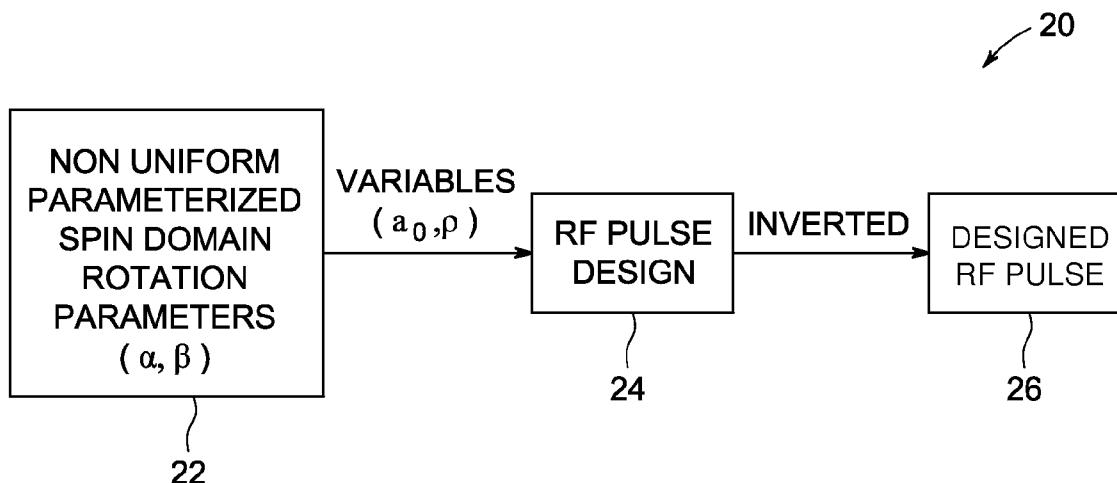 20
NON UNIFORM
PARAMETERIZED
SPIN DOMAIN
ROTATION
PARAMETERS
( α, β )
22
VARIABLES
( a₀ ,ρ )
RF PULSE
DESIGN
24
INVERTED
DESIGNED
RF PULSE
26